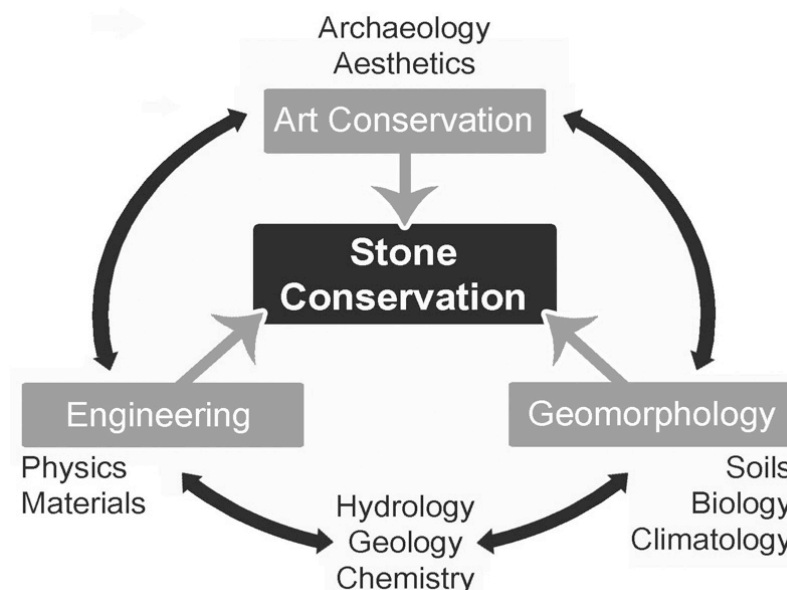 Archaeology
Aesthetics
Art Conservation
Stone
Conservation
Engineering
Physics
Materials
Geomorphology
Soils
Biology
Climatology
Hydrology
Geology
Chemistry